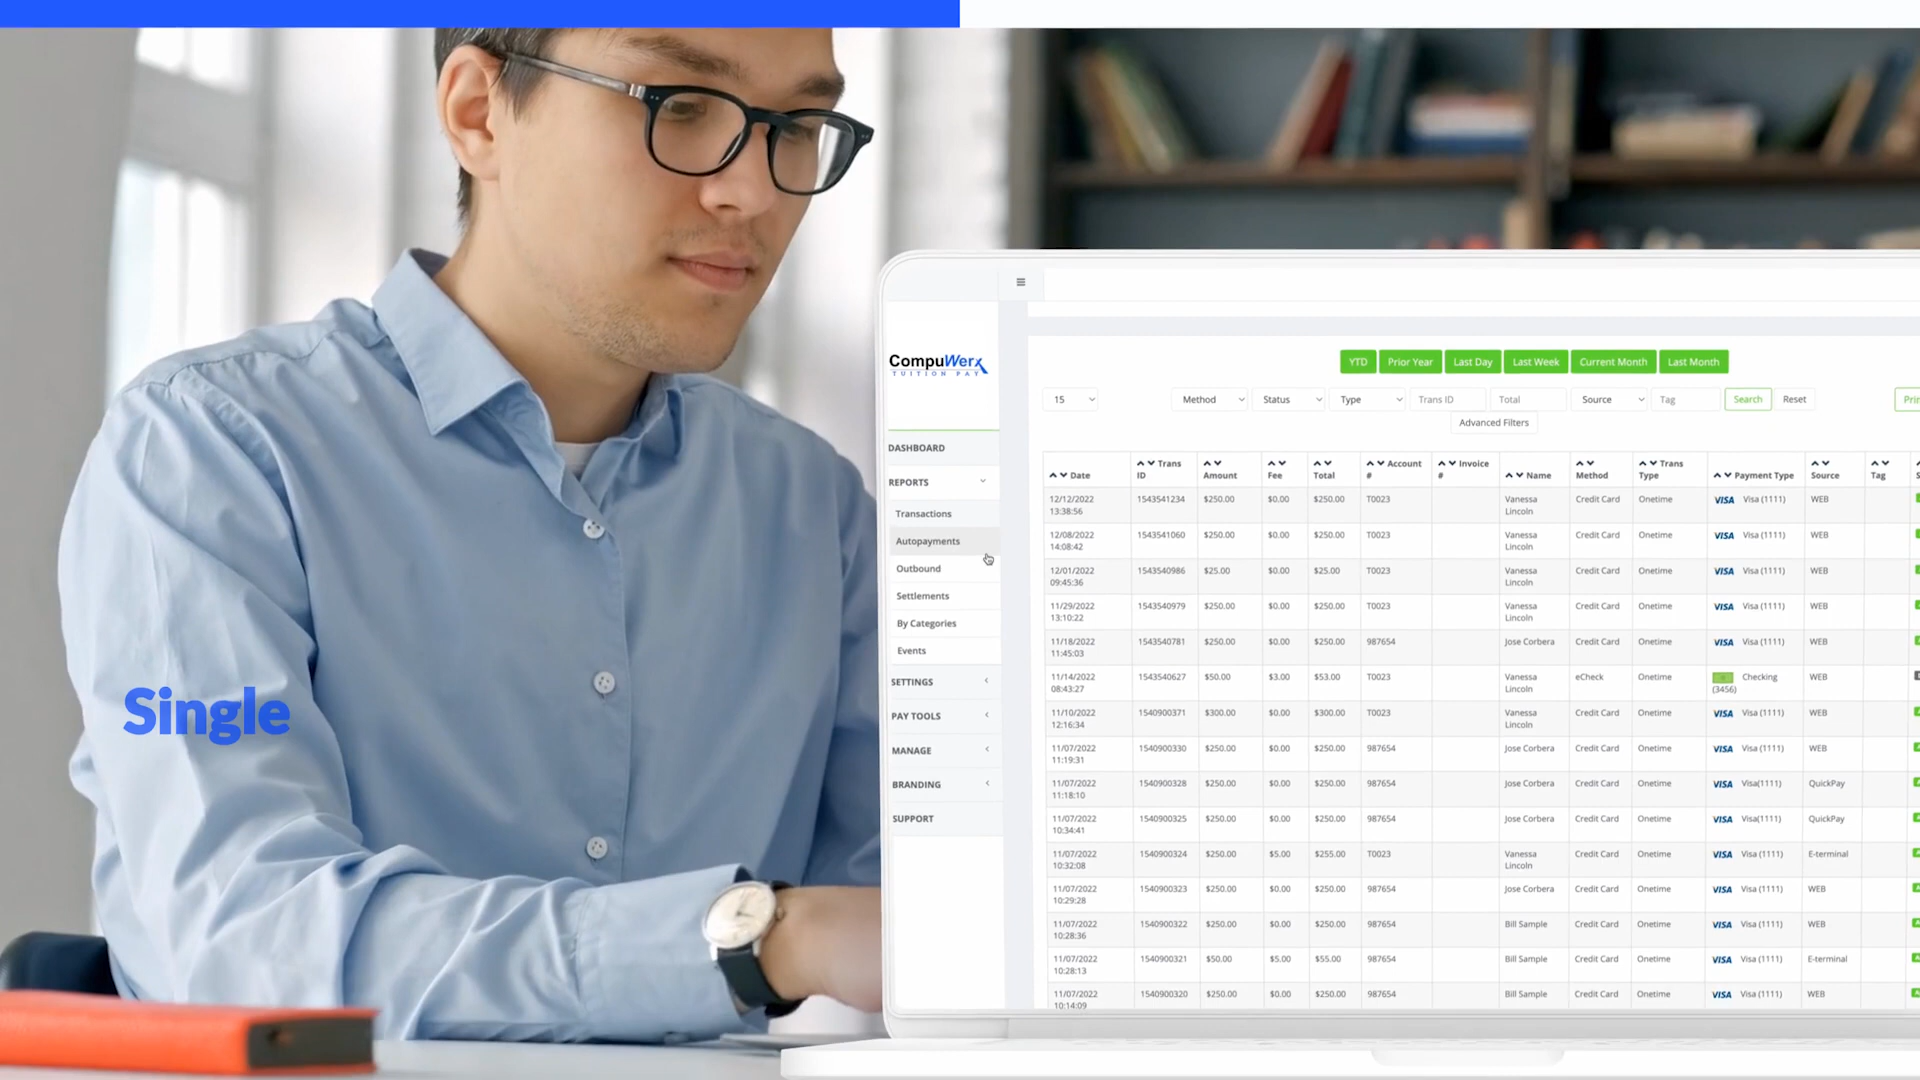 Single
CompuWerx
TUITION PAY
DASHBOARD
REPORTS
Transactions
Autopayments
Outbound
Settlements
By Categories
Events
SETTINGS
PAY TOOLS
MANAGE
BRANDING
SUPPORT
YTD Prior Year Last Day Last Week Current Month Last Month
15 Method Status Type Trans ID Total Source Tag Search Reset
Advanced Filters
Date Trans ID Amount Fee Total Account # Invoice # Name Method Trans Type Payment Type Source Tag
12/12/2022 13:38:56 1543541234 $250.00 $0.00 $250.00 T0023 Vanessa Lincoln Credit Card Onetime VISA Visa (1111) WEB
12/08/2022 14:08:42 1543541060 $250.00 $0.00 $250.00 T0023 Vanessa Lincoln Credit Card Onetime VISA Visa (1111) WEB
12/01/2022 09:45:36 1543540986 $25.00 $0.00 $25.00 T0023 Vanessa Lincoln Credit Card Onetime VISA Visa (1111) WEB
11/29/2022 13:10:22 1543540979 $250.00 $0.00 $250.00 T0023 Vanessa Lincoln Credit Card Onetime VISA Visa (1111) WEB
11/18/2022 11:45:03 1543540781 $250.00 $0.00 $250.00 987654 Jose Corbera Credit Card Onetime VISA Visa (1111) WEB
11/14/2022 08:43:27 1543540627 $50.00 $3.00 $53.00 T0023 Vanessa Lincoln eCheck Onetime Checking (3456) WEB
11/10/2022 12:16:34 1540900371 $300.00 $0.00 $300.00 T0023 Vanessa Lincoln Credit Card Onetime VISA Visa (1111) WEB
11/07/2022 11:19:31 1540900330 $250.00 $0.00 $250.00 987654 Jose Corbera Credit Card Onetime VISA Visa (1111) WEB
11/07/2022 11:18:10 1540900328 $250.00 $0.00 $250.00 987654 Jose Corbera Credit Card Onetime VISA Visa(1111) QuickPay
11/07/2022 10:34:41 1540900325 $250.00 $0.00 $250.00 987654 Jose Corbera Credit Card Onetime VISA Visa(1111) QuickPay
11/07/2022 10:32:08 1540900324 $250.00 $5.00 $255.00 T0023 Vanessa Lincoln Credit Card Onetime VISA Visa (1111) E-terminal
11/07/2022 10:29:28 1540900323 $250.00 $0.00 $250.00 987654 Jose Corbera Credit Card Onetime VISA Visa (1111) WEB
11/07/2022 10:28:36 1540900322 $250.00 $0.00 $250.00 987654 Bill Sample Credit Card Onetime VISA Visa (1111) WEB
11/07/2022 10:28:13 1540900321 $50.00 $5.00 $55.00 987654 Bill Sample Credit Card Onetime VISA Visa (1111) E-terminal
11/07/2022 10:14:09 1540900320 $250.00 $0.00 $250.00 987654 Bill Sample Credit Card Onetime VISA Visa (1111) WEB